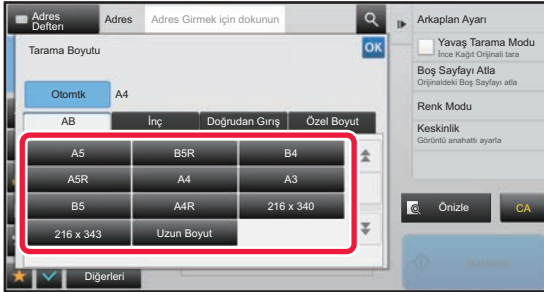 Adres Defterı
Adres
Adres Girmek için dokunun
Arkaplan Ayarı
Tarama Boyutu
OK
Yavaş Tarama Modu
İnce Kağıt Orijinali tara
Boş Sayfayı Atla
Orijinaldeki Boş Sayfayı atla
Otomtk
A4
Renk Modu
AB
İnç
Doğrudan Gırış
Özel Boyut
Keskinlik
Görüntü anahattı ayarla
A5
B5R
B4
A5R
A4
A3
B5
A4R
216 x 340
216 x 343
Uzun Boyut
Önizle
CA
Diğerleri